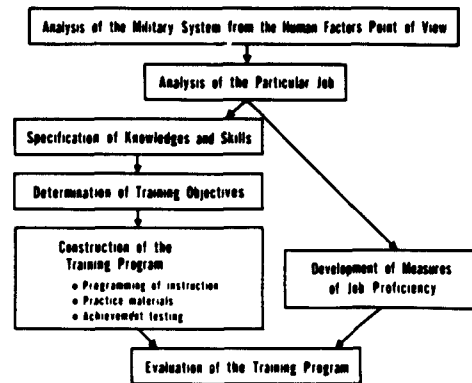 Analysis of the Military System from the Human Factors Point of View
Analysis of the Particular Job
Specification of Knowledges and Skills
Determination of Training Objectives
Construction of the
Training Program
• Programming of instruction
• Practice materials
• Achievement testing
Development of Measures
of Job Proficiency
Evaluation of the Training Program